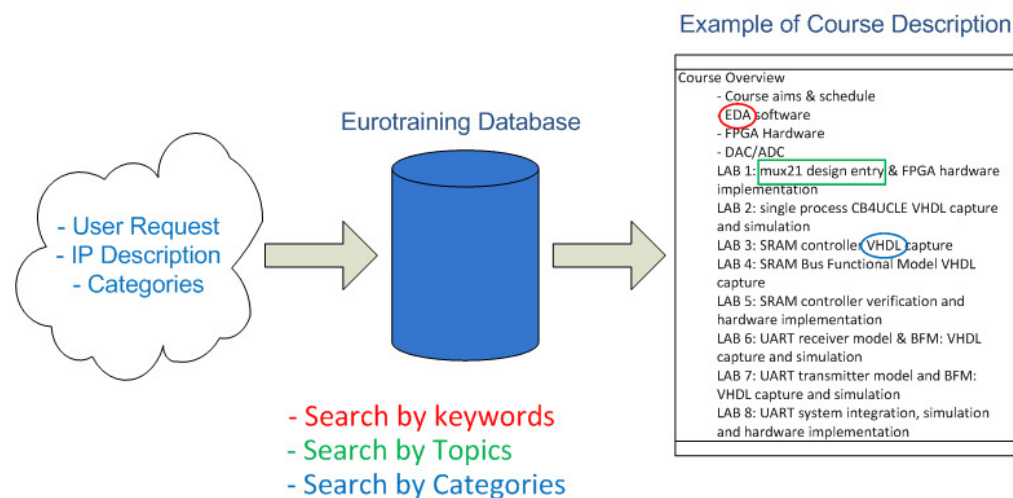 Example of Course Description
Eurotraining Database
- User Request
- IP Description
- Categories
Course Overview
- Course aims & schedule
- EDA software
- FPGA Hardware
- DAC/ADC
LAB 1: mux21 design entry & FPGA hardware
implementation
LAB 2: single process CB4UCLE VHDL capture
and simulation
LAB 3: SRAM controller VHDL capture
LAB 4: SRAM Bus Functional Model VHDL
capture
LAB 5: SRAM controller verification and
hardware implementation
LAB 6: UART receiver model & BFM: VHDL
capture and simulation
LAB 7: UART transmitter model and BFM:
VHDL capture and simulation
LAB 8: UART system integration, simulation
and hardware implementation
- Search by keywords
- Search by Topics
- Search by Categories